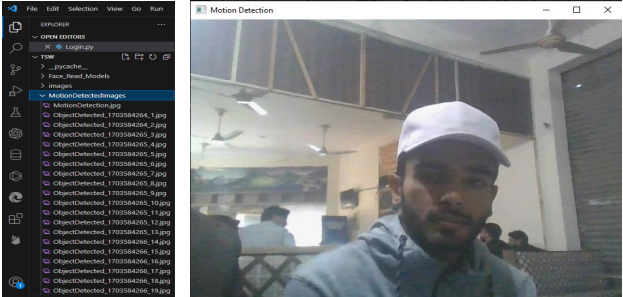 File Edit Selection View Go Run
EXPLORER ...
OPEN EDITORS
Login.py
TSW
__pycache__
Face_Read_Models
images
MotionDetectedImages
MotionDetection.jpg
ObjectDetected_1703584264_1.jpg
ObjectDetected_1703584264_2.jpg
ObjectDetected_1703584265_3.jpg
ObjectDetected_1703584265_4.jpg
ObjectDetected_1703584265_5.jpg
ObjectDetected_1703584265_6.jpg
ObjectDetected_1703584265_7.jpg
ObjectDetected_1703584265_8.jpg
ObjectDetected_1703584265_9.jpg
ObjectDetected_1703584265_10.jpg
ObjectDetected_1703584265_11.jpg
ObjectDetected_1703584265_12.jpg
ObjectDetected_1703584265_13.jpg
ObjectDetected_1703584266_14.jpg
ObjectDetected_1703584266_15.jpg
ObjectDetected_1703584266_16.jpg
ObjectDetected_1703584266_17.jpg
ObjectDetected_1703584266_18.jpg
ObjectDetected_1703584266_19.jpg
Motion Detection